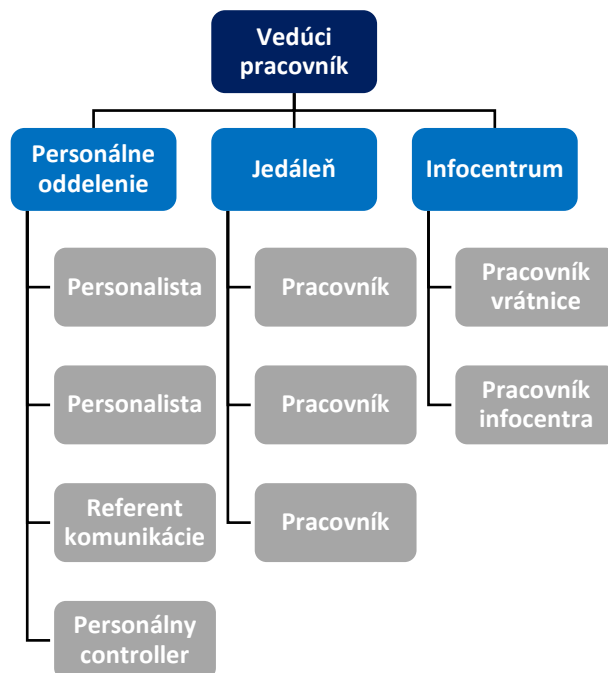 Vedúci
pracovník
Personálne
oddelenie
Jedáleň
Infocentrum
Personalista
Pracovník
Pracovník
vrátnice
Personalista
Pracovník
Pracovník
infocentra
Referent
komunikácie
Pracovník
Personálny
controller